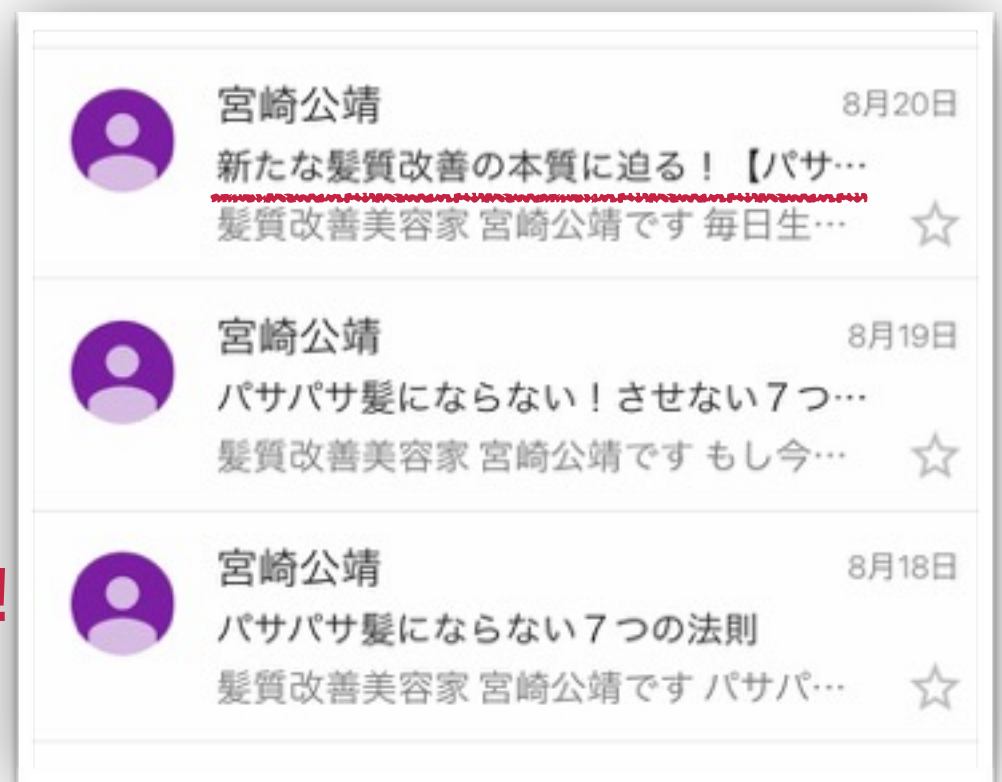 宮崎公靖
8月20日
新たな髪質改善の本質に迫る！【パサ…
髪質改善美容家 宮崎公靖です 毎日生…
宮崎公靖
8月19日
パサパサ髪にならない！させない７つ…
髪質改善美容家 宮崎公靖です もし今…
!
宮崎公靖
8月18日
パサパサ髪にならない７つの法則
髪質改善美容家 宮崎公靖です パサパ…